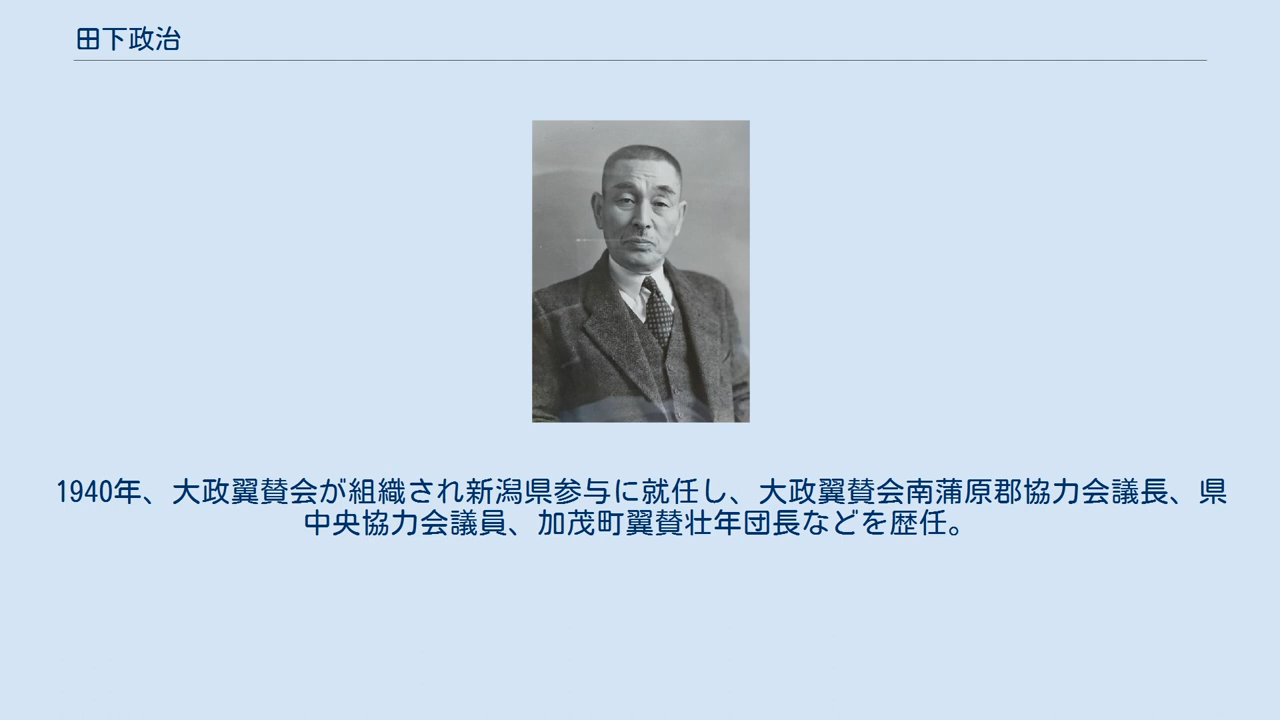 田下政治
1940年、大政翼賛会が組織され新潟県参与に就任し、大政翼賛会南蒲原郡協力会議長、県
中央協力会議員、加茂町翼賛壮年団長などを歴任。